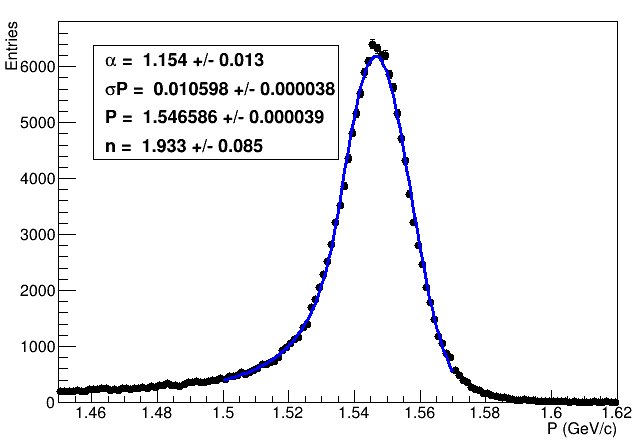 Entries
α = 1.154 +/- 0.013
σP = 0.010598 +/- 0.000038
P = 1.546586 +/- 0.000039
n = 1.933 +/- 0.085
6000
5000
4000
3000
2000
1000
0
1.46 1.48 1.5 1.52 1.54 1.56 1.58 1.6 1.62
P (GeV/c)